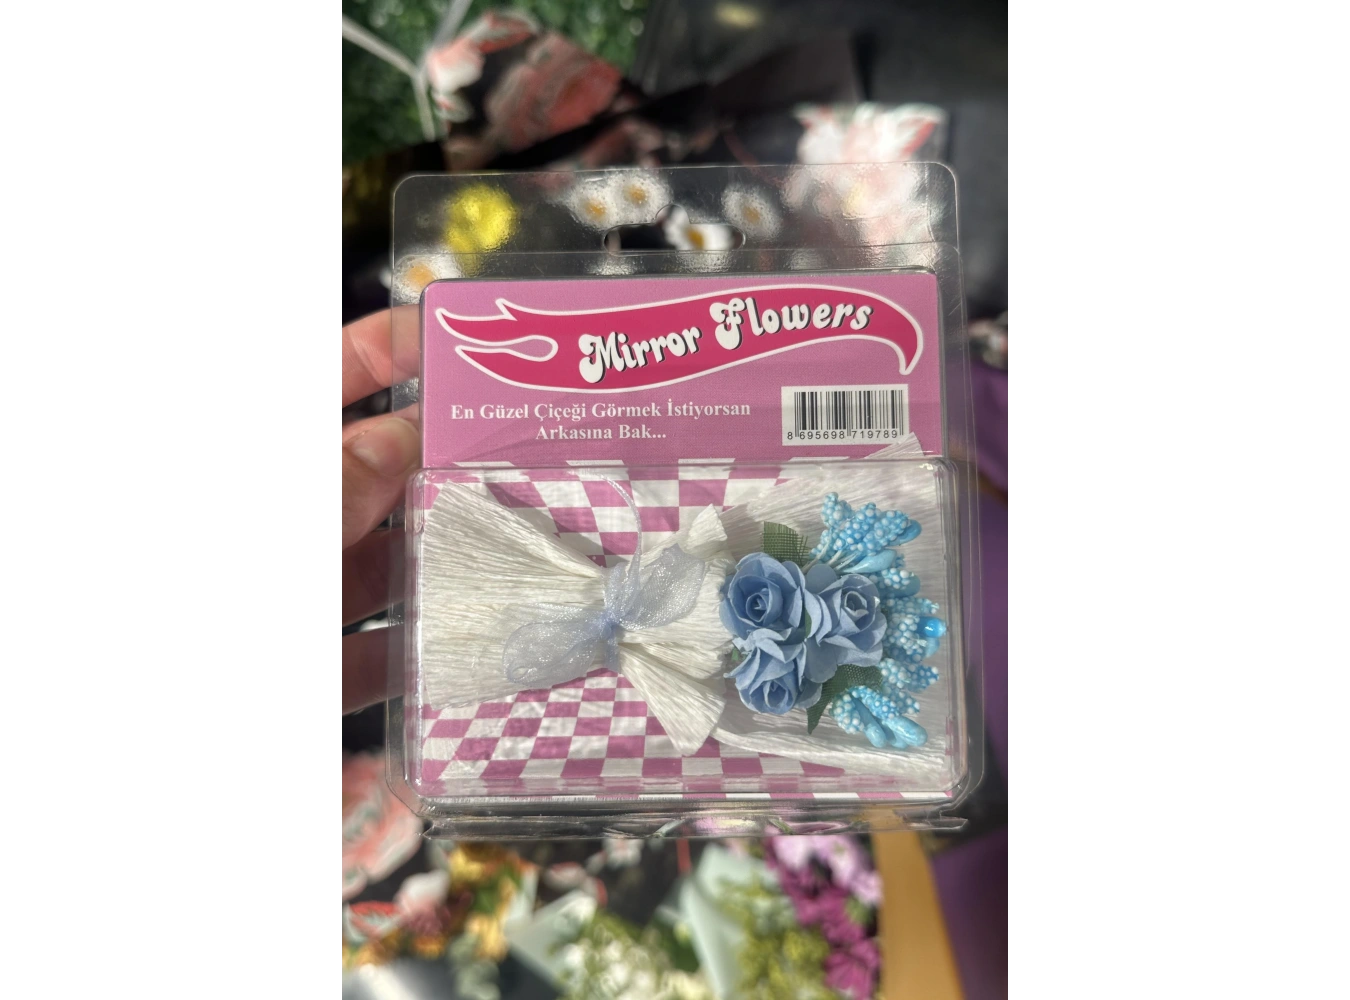 Mirror Flowers
En Güzel Çiçeği Görmek İstiyorsan
Arkasına Bak...
8 695698 719789